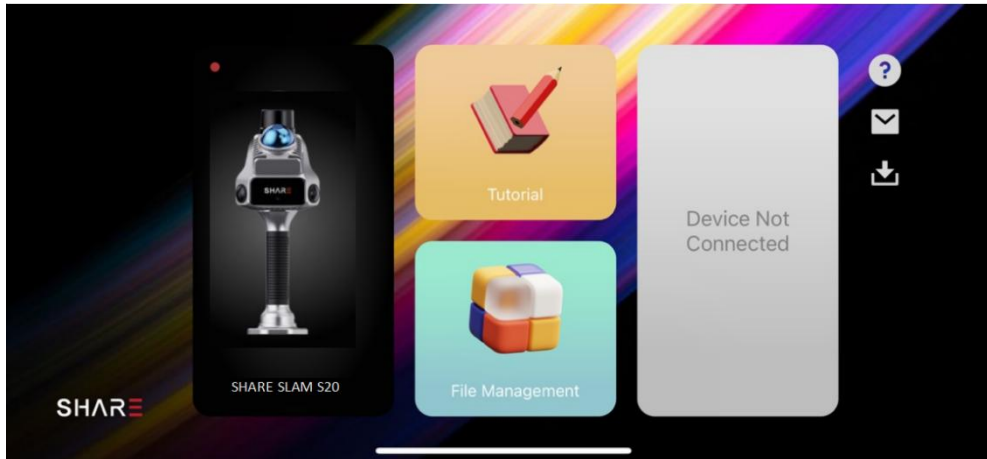 SHARE
SHARE SLAM S20
Tutorial
File Management
Device Not
Connected
?
SHARE